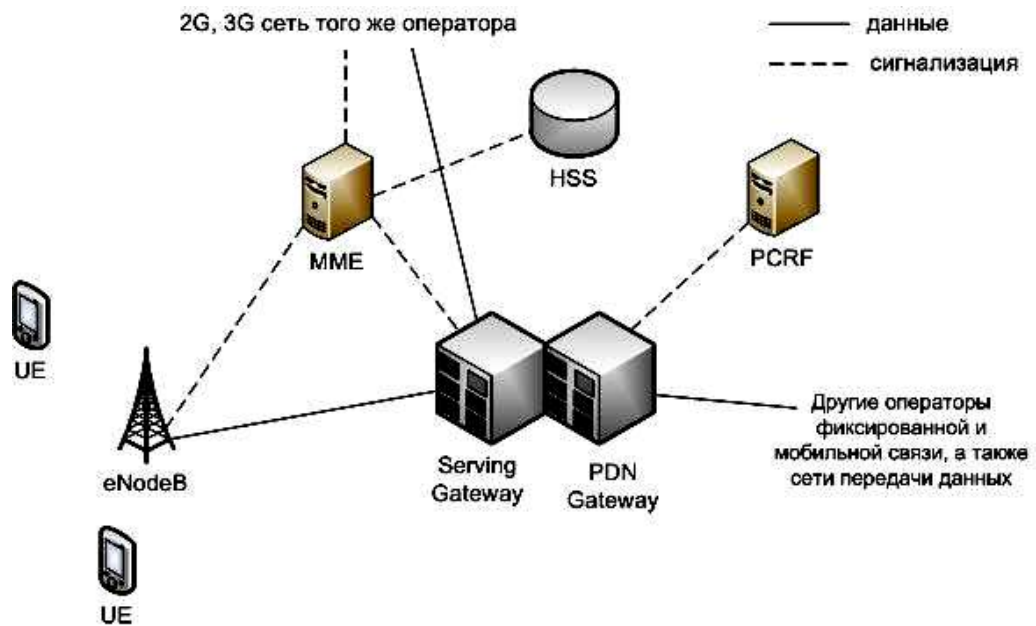 2G, 3G сеть того же оператора
данные
сигнализация
HSS
MME
PCRF
UE
eNodeB
Serving
Gateway
PDN
Gateway
Другие операторы
фиксированной и
мобильной связи, а также
сети передачи данных
UE